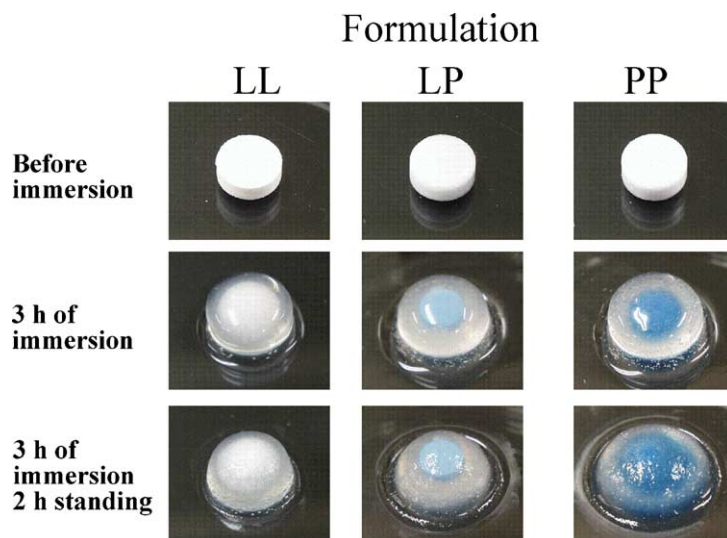 Formulation
LL LP PP
Before
immersion
3 h of
immersion
3 h of
immersion
2 h standing